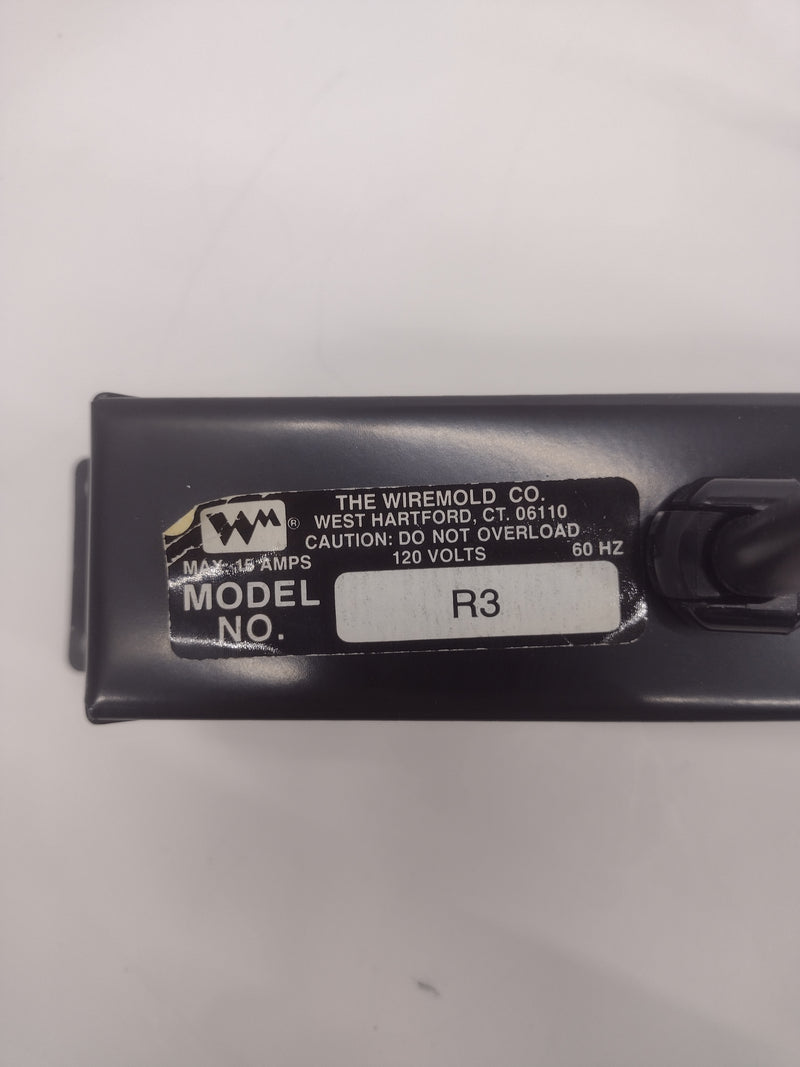 WM ®
THE WIREMOLD CO.
WEST HARTFORD, CT. 06110
CAUTION: DO NOT OVERLOAD
MAX. 15 AMPS 120 VOLTS 60 HZ
MODEL NO. R3